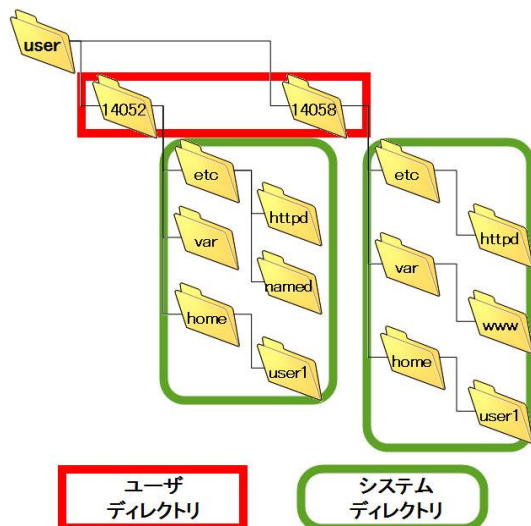 user
14052
14058
etc
httpd
var
named
home
user1
etc
httpd
var
www
home
user1
ユーザ
ディレクトリ
システム
ディレクトリ